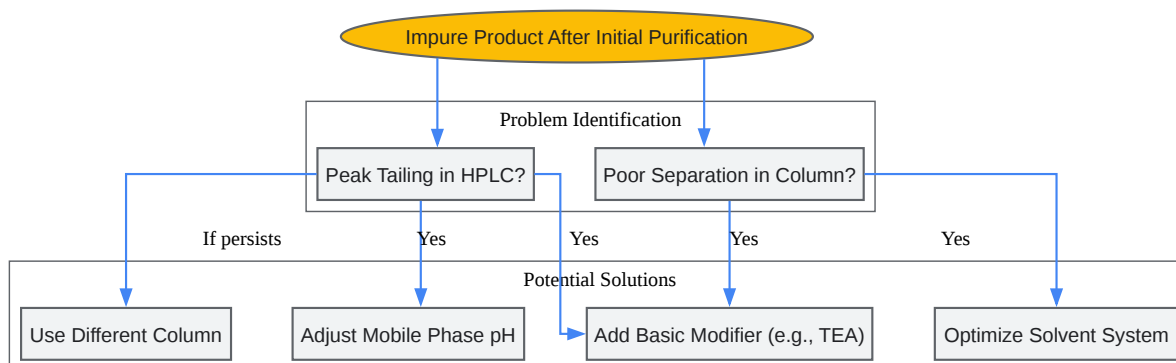 Impure Product After Initial Purification
Problem Identification
Peak Tailing in HPLC?
Poor Separation in Column?
If persists
Yes
Yes
Yes
Yes
Potential Solutions
Use Different Column
Adjust Mobile Phase pH
Add Basic Modifier (e.g., TEA)
Optimize Solvent System